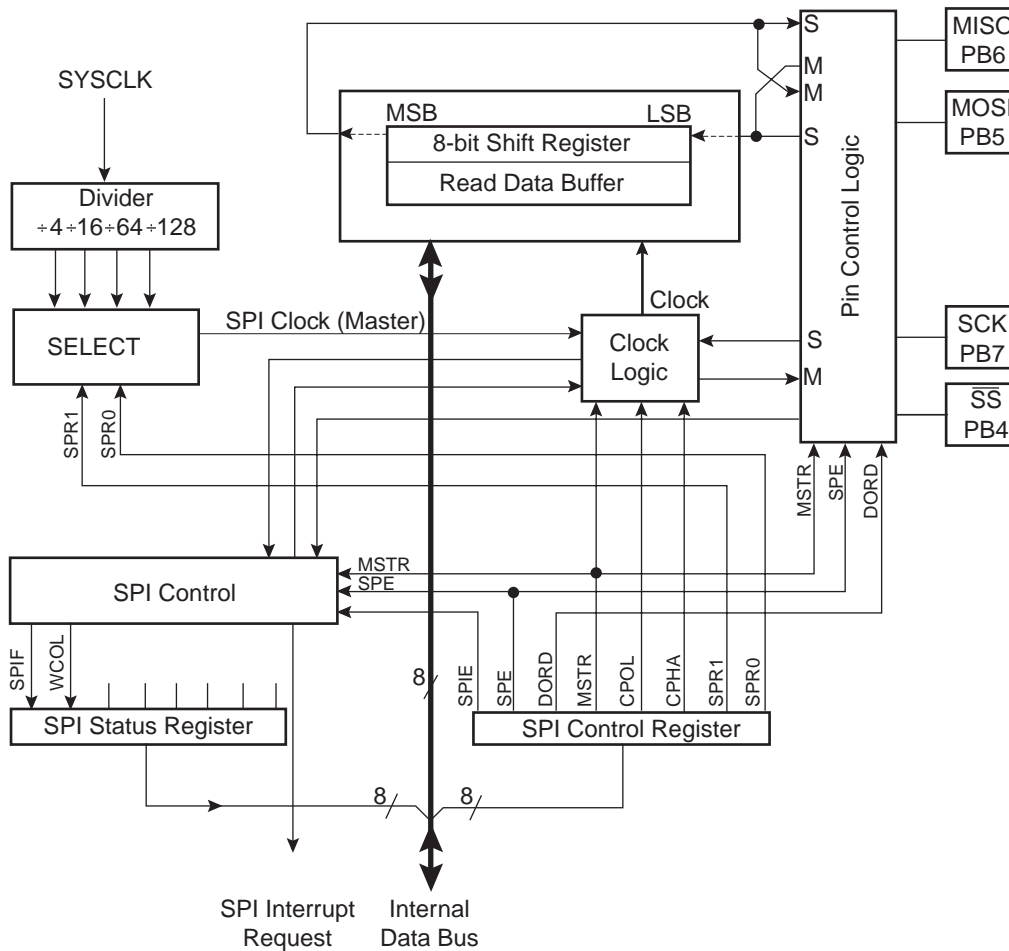 SYSCLK
Divider
÷4÷16÷64÷128
SELECT
SPR1
SPR0
SPI Clock (Master)
MSB
LSB
8-bit Shift Register
Read Data Buffer
Clock
Clock
Logic
S
M
M
S
S
M
Pin Control Logic
MISO
PB6
MOSI
PB5
SCK
PB7
SS
PB4
MSTR
SPE
DORD
MSTR
SPE
SPI Control
SPIF
WCOL
SPI Status Register
8
SPIE
SPE
DORD
MSTR
CPOL
CPHA
SPR1
SPR0
SPI Control Register
8
8
SPI Interrupt
Request
Internal
Data Bus